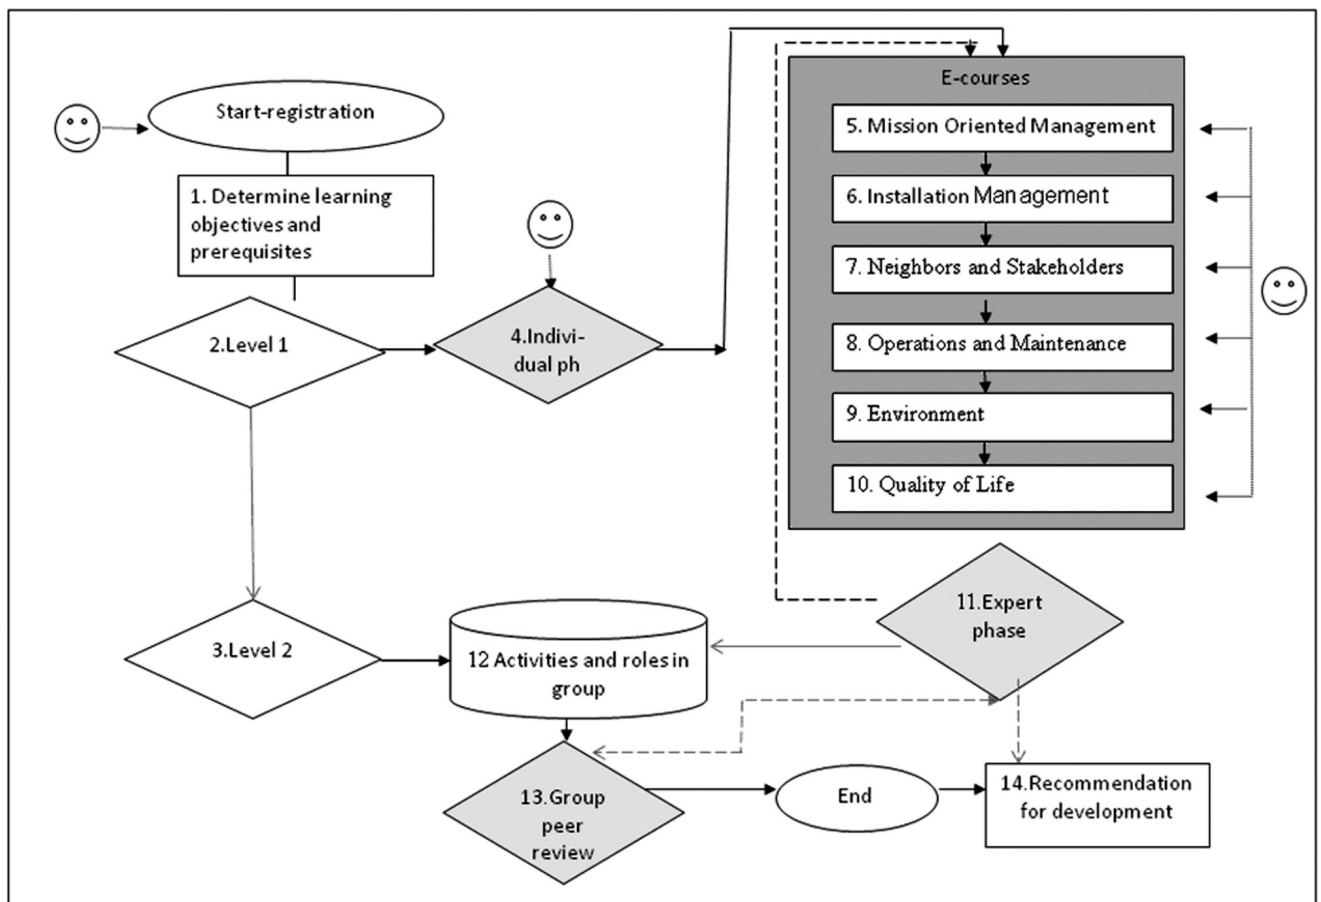 Start-registration
1. Determine learning
objectives and
prerequisites
2.Level 1
4.Indivi-
dual ph
E-courses
5. Mission Oriented Management
6. Installation Management
7. Neighbors and Stakeholders
8. Operations and Maintenance
9. Environment
10. Quality of Life
11.Expert
phase
3.Level 2
12 Activities and roles in
group
13.Group
peer
review
End
14.Recommendation
for development